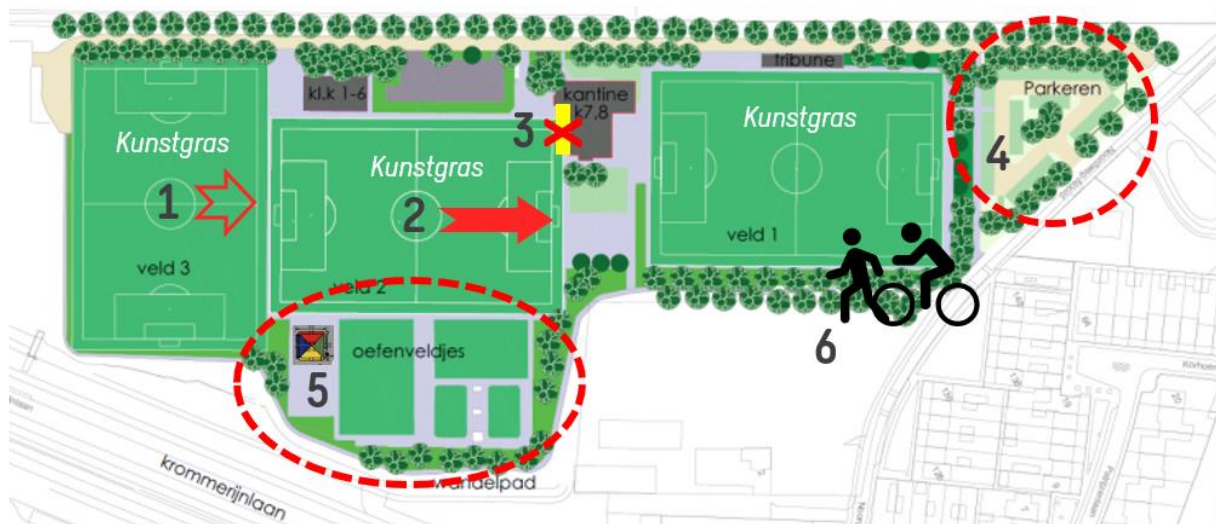 kl.k 1-6
tribune
kantine
k7,8
Parkeren
Kunstgras
Kunstgras
Kunstgras
3
4
1
2
veld 3
veld 2
veld 1
5
oefenveldjes
6
krommerijnlaan
wandelpad